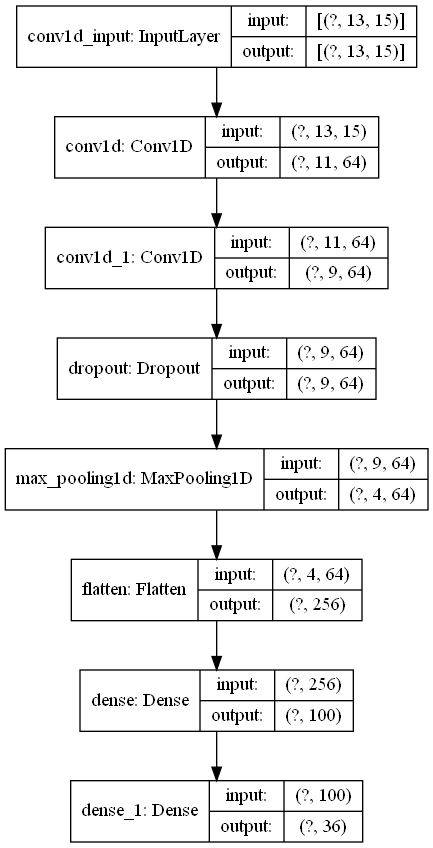 conv1d_input: InputLayer
input:
[(?, 13, 15)]
output:
[(?, 13, 15)]
conv1d: Conv1D
input:
(?, 13, 15)
output:
(?, 11, 64)
conv1d_1: Conv1D
input:
(?, 11, 64)
output:
(?, 9, 64)
dropout: Dropout
input:
(?, 9, 64)
output:
(?, 9, 64)
max_pooling1d: MaxPooling1D
input:
(?, 9, 64)
output:
(?, 4, 64)
flatten: Flatten
input:
(?, 4, 64)
output:
(?, 256)
dense: Dense
input:
(?, 256)
output:
(?, 100)
dense_1: Dense
input:
(?, 100)
output:
(?, 36)